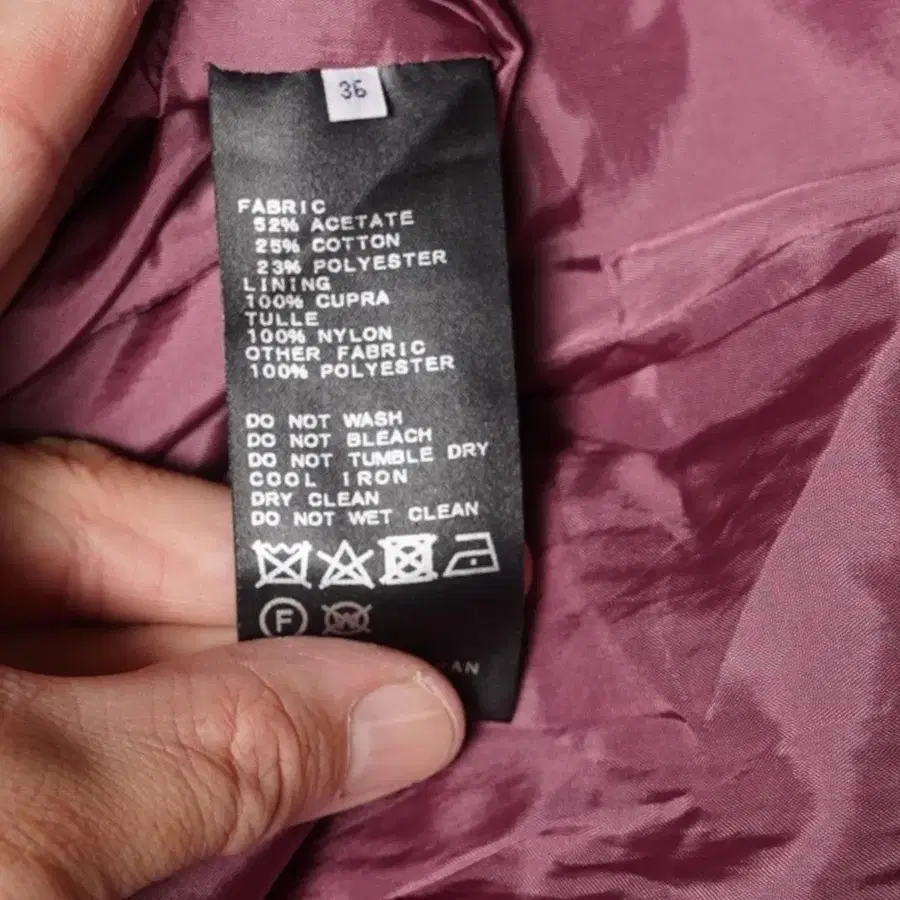 36
FABRIC
52% ACETATE
25% COTTON
23% POLYESTER
LINING
100% CUPRA
TULLE
100% NYLON
OTHER FABRIC
100% POLYESTER
DO NOT WASH
DO NOT BLEACH
DO NOT TUMBLE DRY
COOL IRON
DRY CLEAN
DO NOT WET CLEAN
F W